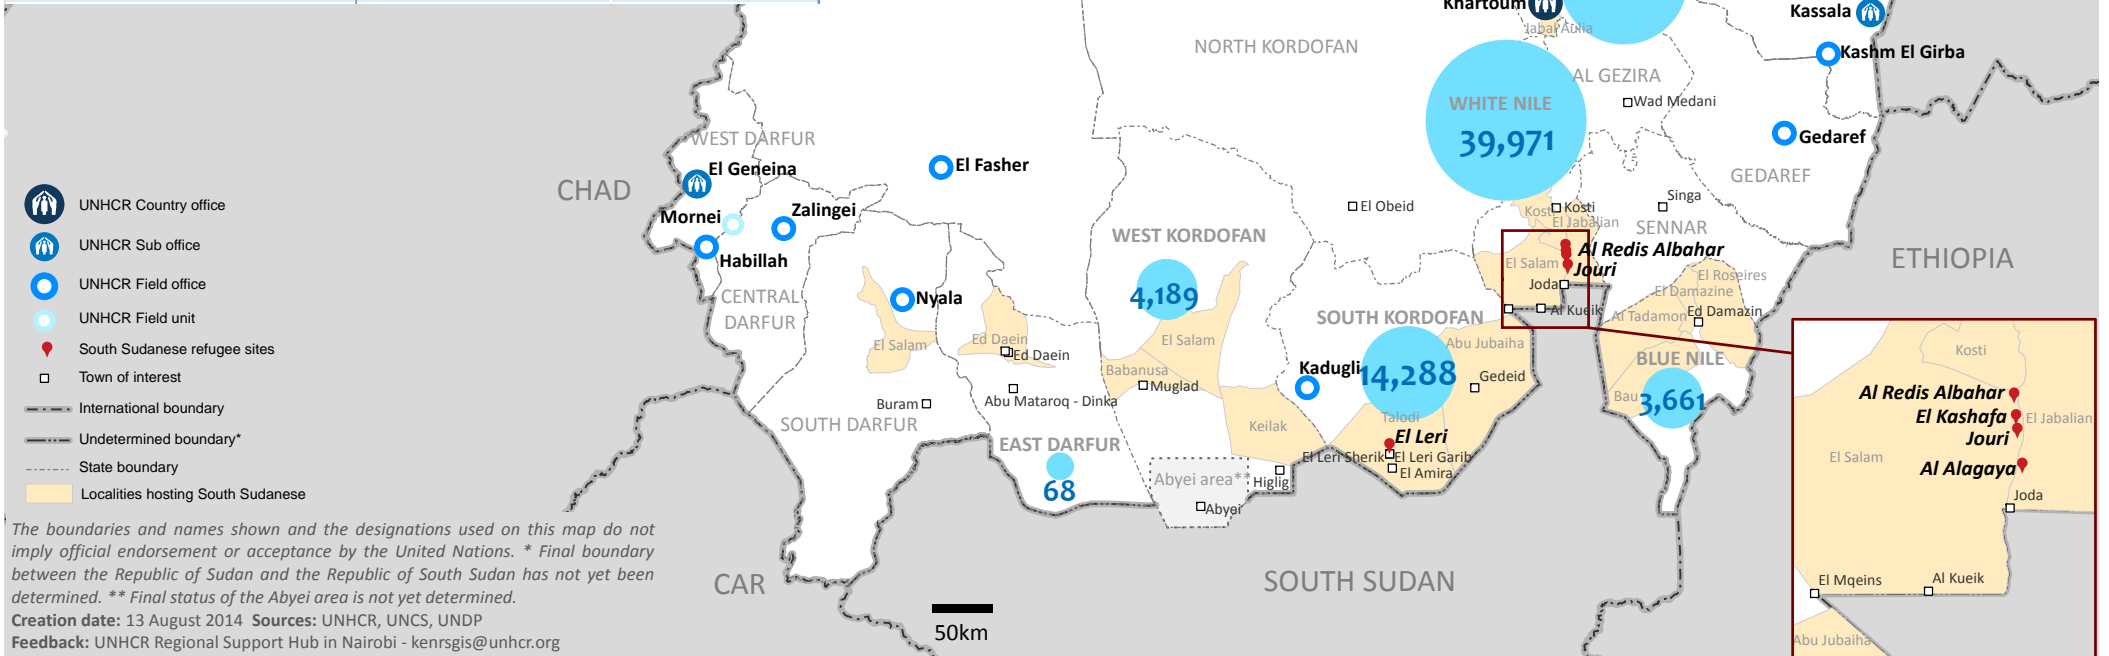 Khartoum
Kassala
Jabal Aulia
NORTH KORDOFAN
Kashm El Girba
AL GEZIRA
WHITE NILE
Wad Medani
39,971
WEST DARFUR
Gedaref
El Geneina
El Fasher
CHAD
GEDAREF
UNHCR Country office
Singa
El Obeid
Kosti
Kosti
Mornei
Zalingei
El Jabalian
SENNAR
WEST KORDOFAN
UNHCR Sub office
Al Redis Albahar
ETHIOPIA
Habillah
El Salam
Jouri
El Roseires
UNHCR Field office
Joda
El Damazine
CENTRAL
DARFUR
Nyala
4,189
Al Kueik
Al Tadamon
Ed Damazin
UNHCR Field unit
SOUTH KORDOFAN
El Salam
Ed Daein
El Salam
Abu Jubaiha
South Sudanese refugee sites
Ed Daein
BLUE NILE
Kosti
Babanusa
Kadugli
14,288
Gedeid
Town of interest
Muglad
Al Redis Albahar
Abu Mataroq - Dinka
Bau
3,661
Buram
International boundary
El Kashafa
El Jabalian
SOUTH DARFUR
Keilak
Talodi
Jouri
Undetermined boundary*
EAST DARFUR
El Leri
El Leri Sherik
El Leri Garib
El Salam
State boundary
El Amira
Al Alagaya
Abyei area**
Higlig
68
Localities hosting South Sudanese
Joda
Abyei
The boundaries and names shown and the designations used on this map do not
imply official endorsement or acceptance by the United Nations. * Final boundary
between the Republic of Sudan and the Republic of South Sudan has not yet been
determined. ** Final status of the Abyei area is not yet determined.
CAR
SOUTH SUDAN
El Mqeins
Al Kueik
Creation date: 13 August 2014 Sources: UNHCR, UNCS, UNDP
50km
Abu Jubaiha
Feedback: UNHCR Regional Support Hub in Nairobi - kenrsgis@unhcr.org